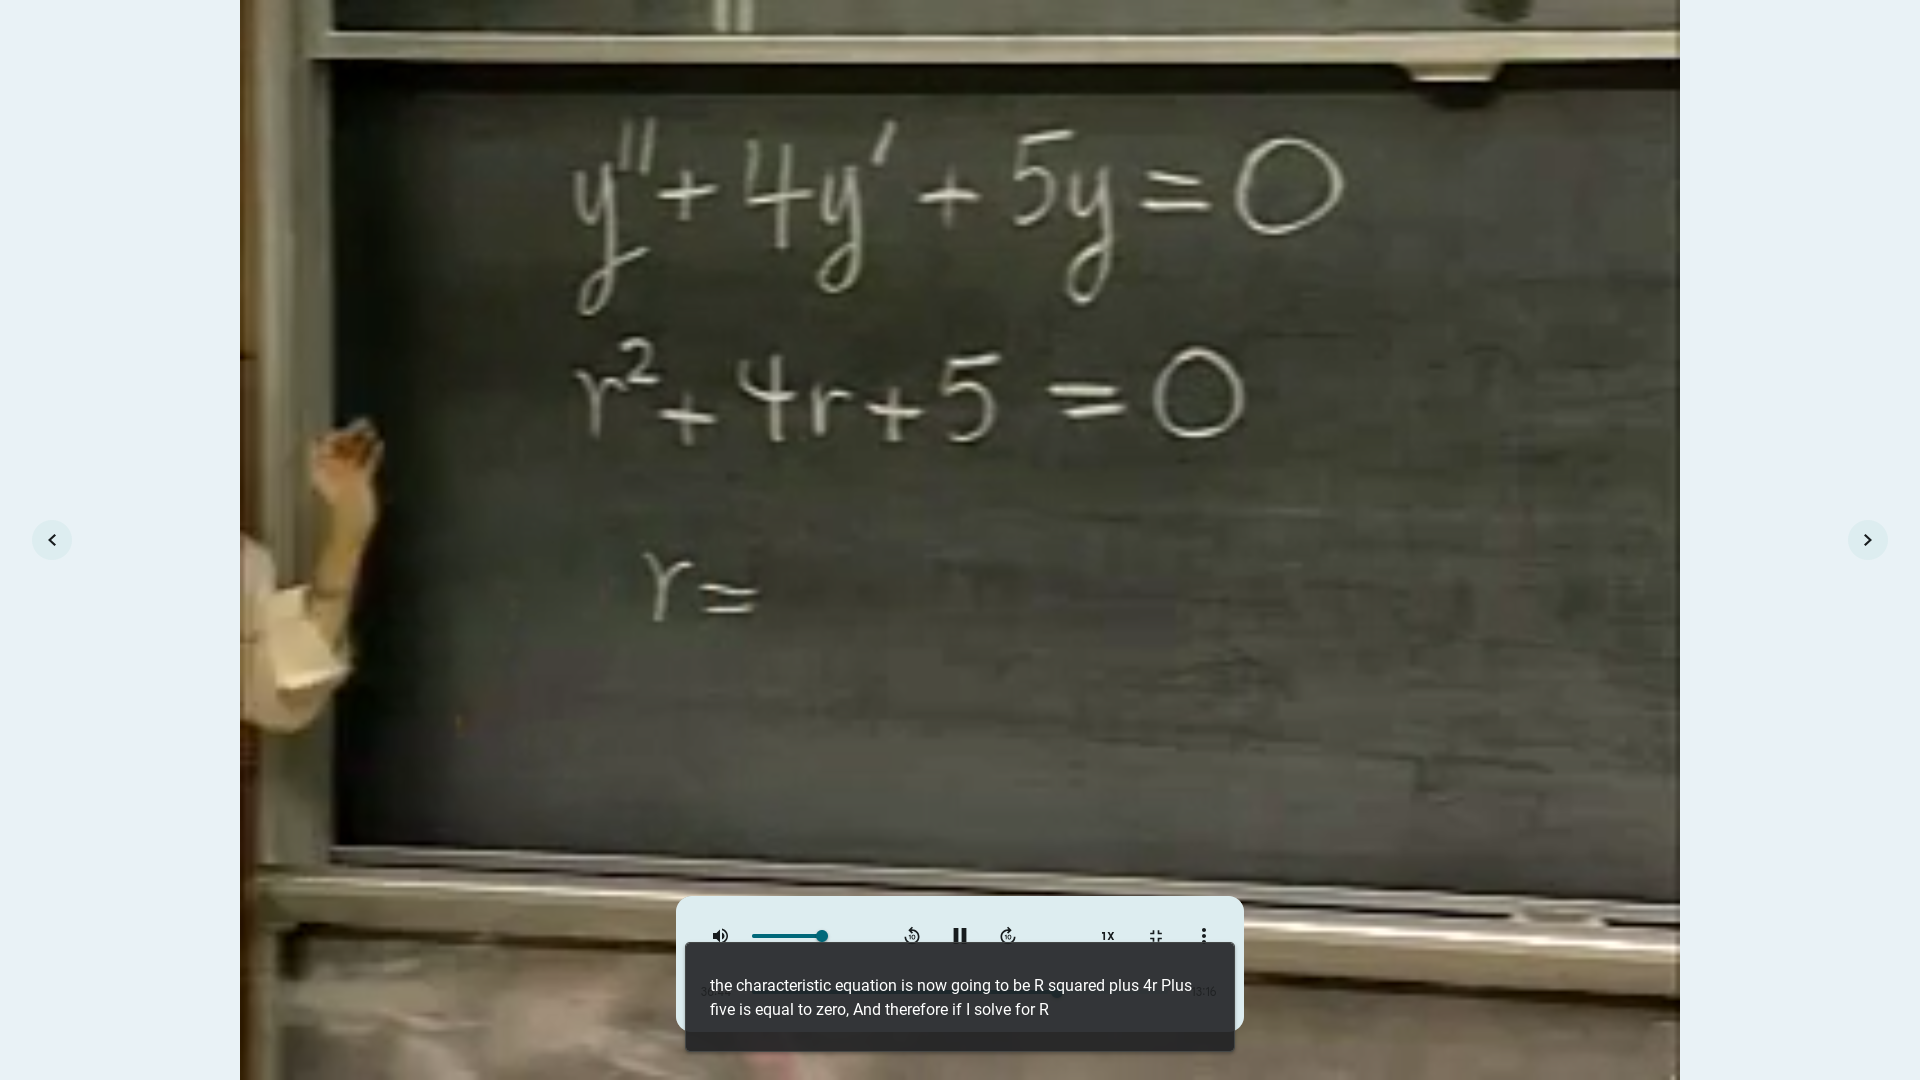 y'' + 4y' + 5y = 0
r² + 4r + 5 = 0
r =
1X
the characteristic equation is now going to be R squared plus 4r Plus
five is equal to zero, And therefore if I solve for R